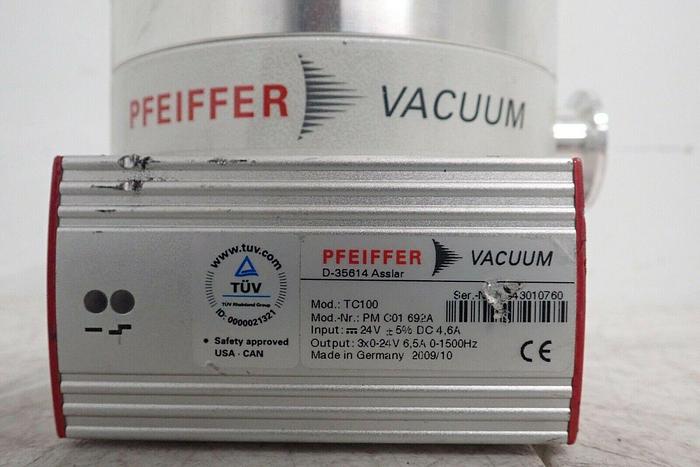 PFEIFFER VACUUM
www.tuv.com
TÜV
TÜV Rheinland Group
ID: 0000021321
• Safety approved
USA · CAN
PFEIFFER VACUUM
D-35614 Asslar
Mod.: TC100
Mod.-Nr.: PM C01 692A
Input: 24V ± 5% DC 4,6A
Output: 3x0-24V 6,5A 0-1500Hz
Made in Germany 2009/10
43010760
CE